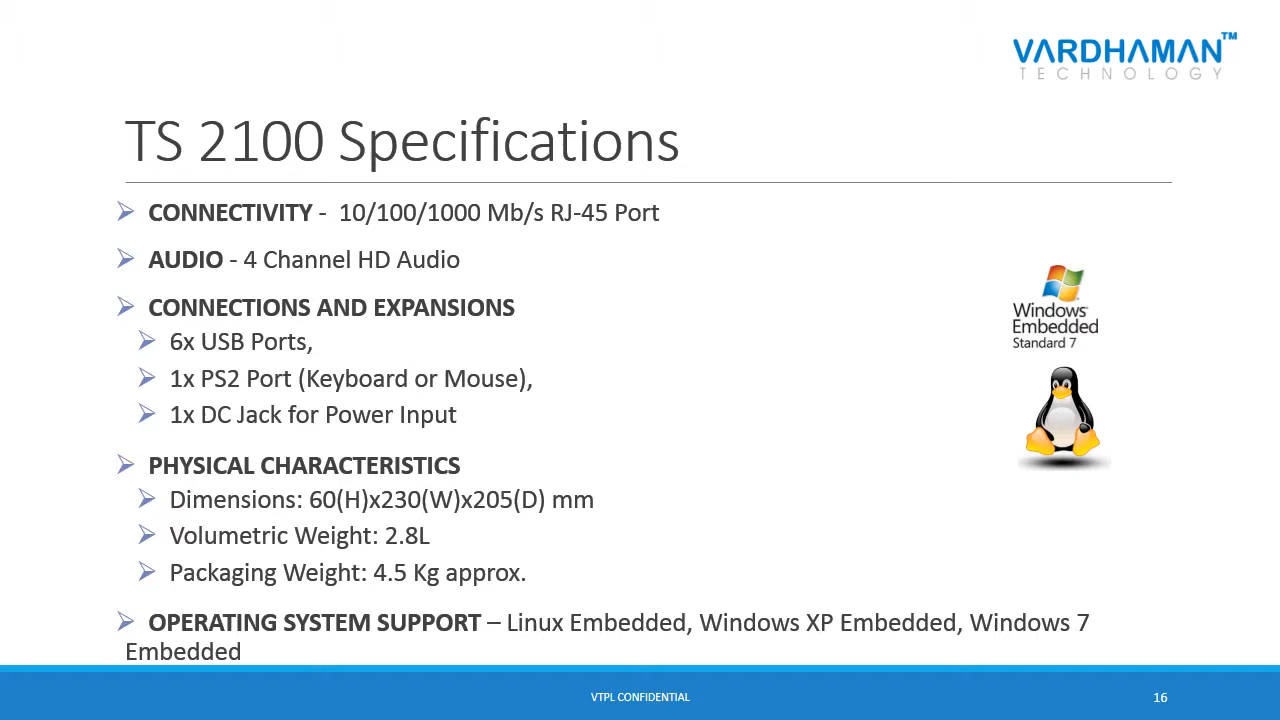 VARDHAMAN™
TECHNOLOGY
TS 2100 Specifications
CONNECTIVITY - 10/100/1000 Mb/s RJ-45 Port
AUDIO - 4 Channel HD Audio
CONNECTIONS AND EXPANSIONS
6x USB Ports,
1x PS2 Port (Keyboard or Mouse),
1x DC Jack for Power Input
Windows
Embedded
Standard 7
PHYSICAL CHARACTERISTICS
Dimensions: 60(H)x230(W)x205(D) mm
Volumetric Weight: 2.8L
Packaging Weight: 4.5 Kg approx.
OPERATING SYSTEM SUPPORT – Linux Embedded, Windows XP Embedded, Windows 7
Embedded
VTPL CONFIDENTIAL
16